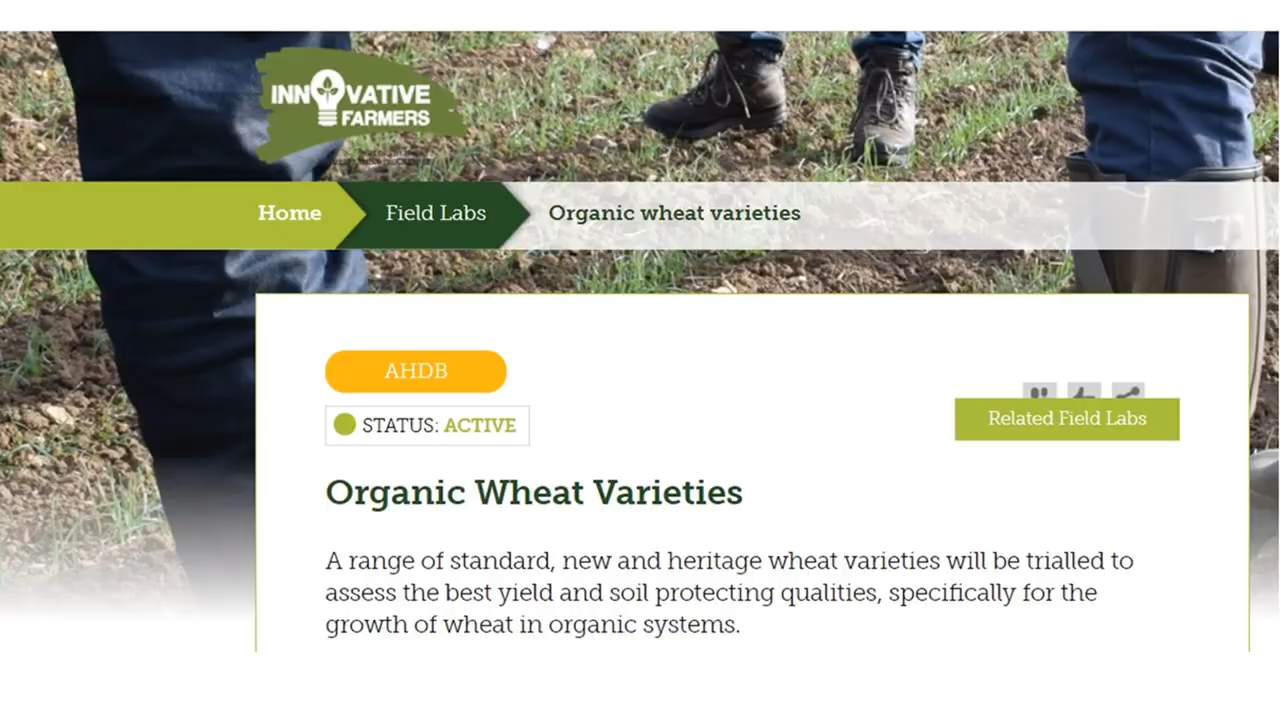 INNOVATIVE
FARMERS
Home
Field Labs
Organic wheat varieties
AHDB
STATUS: ACTIVE
Related Field Labs
Organic Wheat Varieties
A range of standard, new and heritage wheat varieties will be trialled to
assess the best yield and soil protecting qualities, specifically for the
growth of wheat in organic systems.